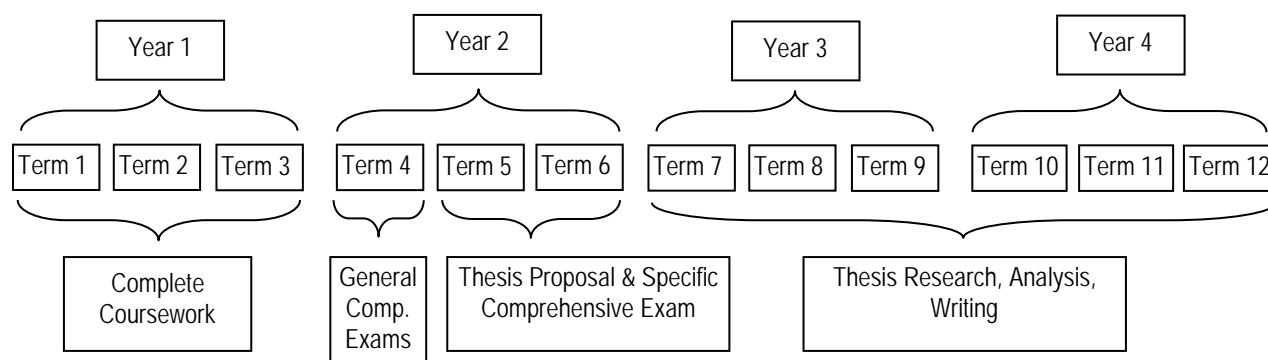 Year 1
Year 2
Year 3
Year 4
Term 1
Term 2
Term 3
Term 4
Term 5
Term 6
Term 7
Term 8
Term 9
Term 10
Term 11
Term 12
Complete
Coursework
General
Comp.
Exams
Thesis Proposal & Specific
Comprehensive Exam
Thesis Research, Analysis,
Writing